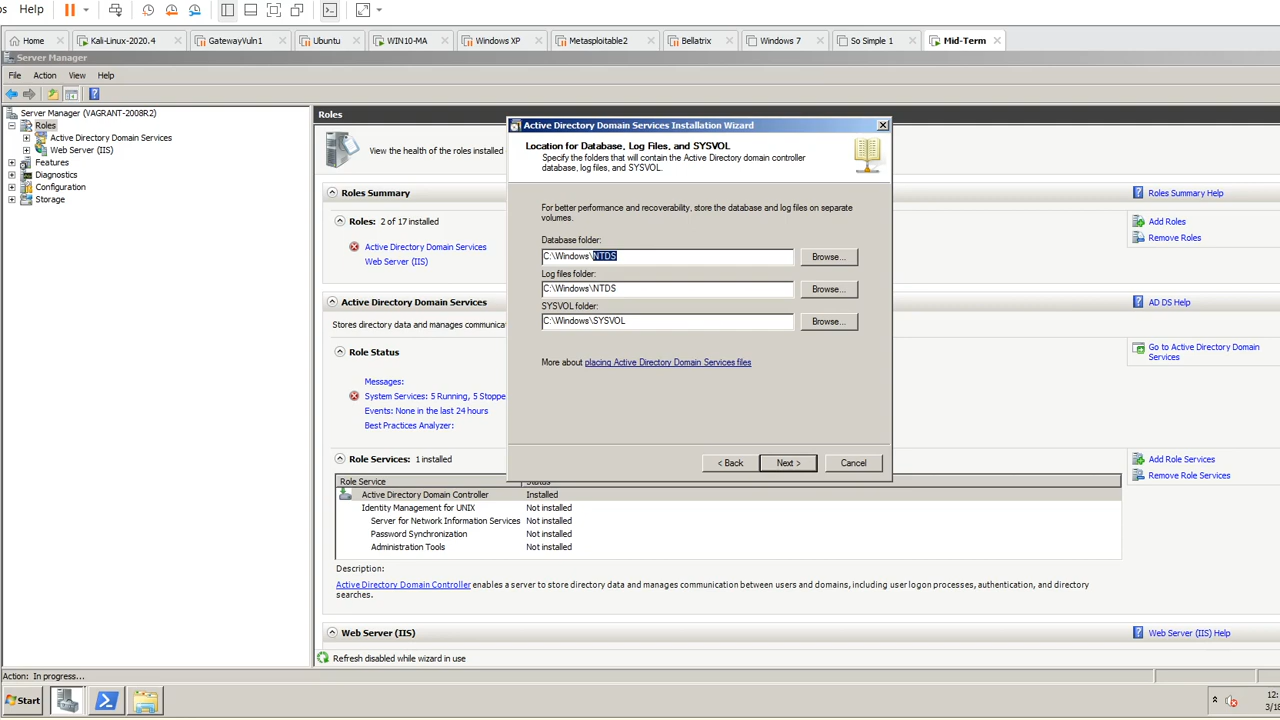 os Help
Home
Kali-Linux-2020.4
GatewayVuln1
Ubuntu
WIN10-MA
Windows XP
Metasploitable2
Bellatrix
Windows 7
So Simple 1
Mid-Term
Server Manager
File Action View Help
Server Manager (VAGRANT-2008R2)
Roles
Active Directory Domain Services
Web Server (IIS)
Features
Diagnostics
Configuration
Storage
Roles
View the health of the roles installed
Roles Summary
Roles Summary Help
Roles: 2 of 17 installed
Active Directory Domain Services
Web Server (IIS)
Add Roles
Remove Roles
Active Directory Domain Services
AD DS Help
Stores directory data and manages communica
Role Status
Go to Active Directory Domain
Services
Messages:
System Services: 5 Running, 5 Stoppe
Events: None in the last 24 hours
Best Practices Analyzer:
Role Services: 1 installed
Add Role Services
Remove Role Services
Role Service Status
Active Directory Domain Controller Installed
Identity Management for UNIX Not installed
Server for Network Information Services Not installed
Password Synchronization Not installed
Administration Tools Not installed
Description:
Active Directory Domain Controller enables a server to store directory data and manages communication between users and domains, including user logon processes, authentication, and directory
searches.
Web Server (IIS)
Web Server (IIS) Help
Refresh disabled while wizard in use
Active Directory Domain Services Installation Wizard
Location for Database, Log Files, and SYSVOL
Specify the folders that will contain the Active Directory domain controller
database, log files, and SYSVOL.
For better performance and recoverability, store the database and log files on separate
volumes.
Database folder:
C:\Windows\NTDS Browse...
Log files folder:
C:\Windows\NTDS Browse...
SYSVOL folder:
C:\Windows\SYSVOL Browse...
More about placing Active Directory Domain Services files
< Back Next > Cancel
Action: In progress...
Start
12:
3/18